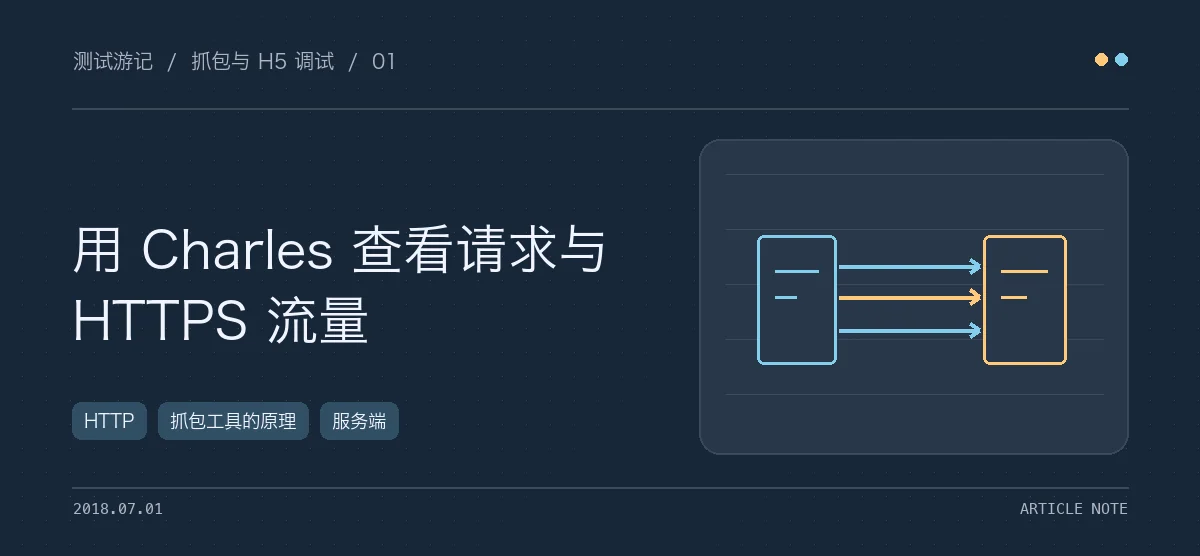 测试游记 / 抓包与 H5 调试 / 01
用 Charles 查看请求与
HTTPS 流量
HTTP 抓包工具的原理 服务端
2018.07.01 ARTICLE NOTE